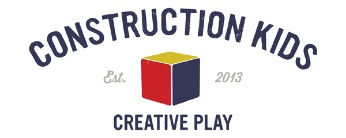 CONSTRUCTION KIDS
Est. 2013
CREATIVE PLAY